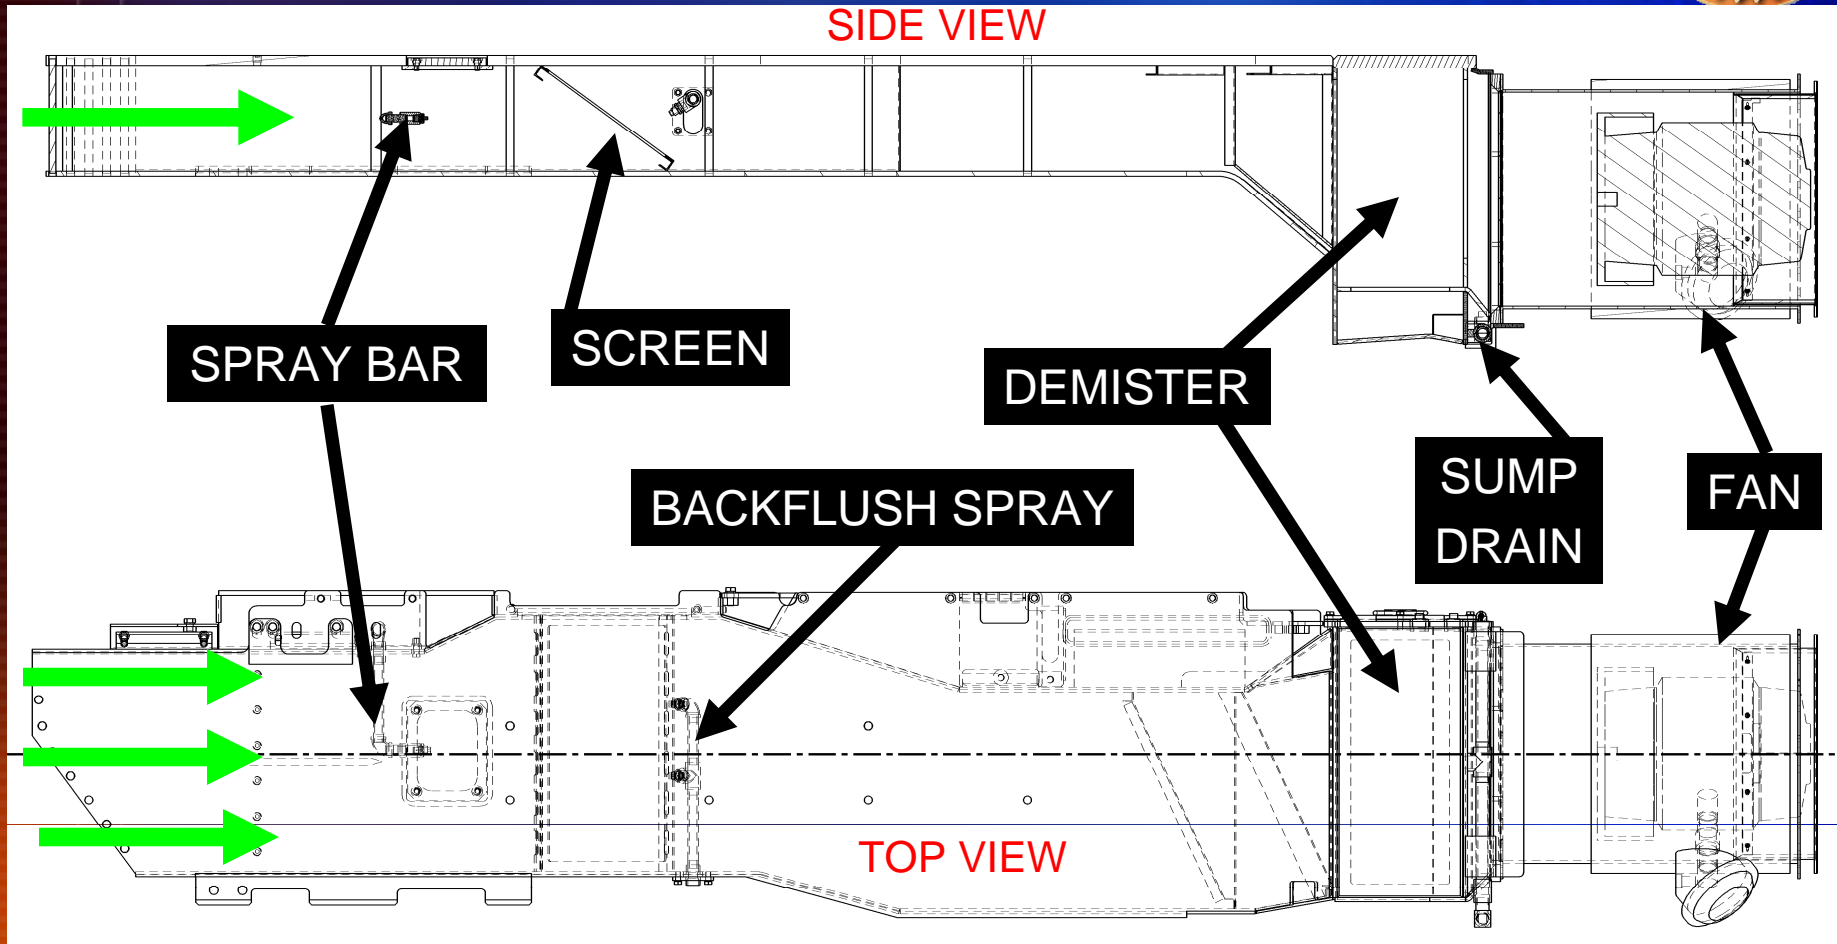 SIDE VIEW
SPRAY BAR
SCREEN
DEMISTER
SUMP
DRAIN
FAN
BACKFLUSH SPRAY
TOP VIEW